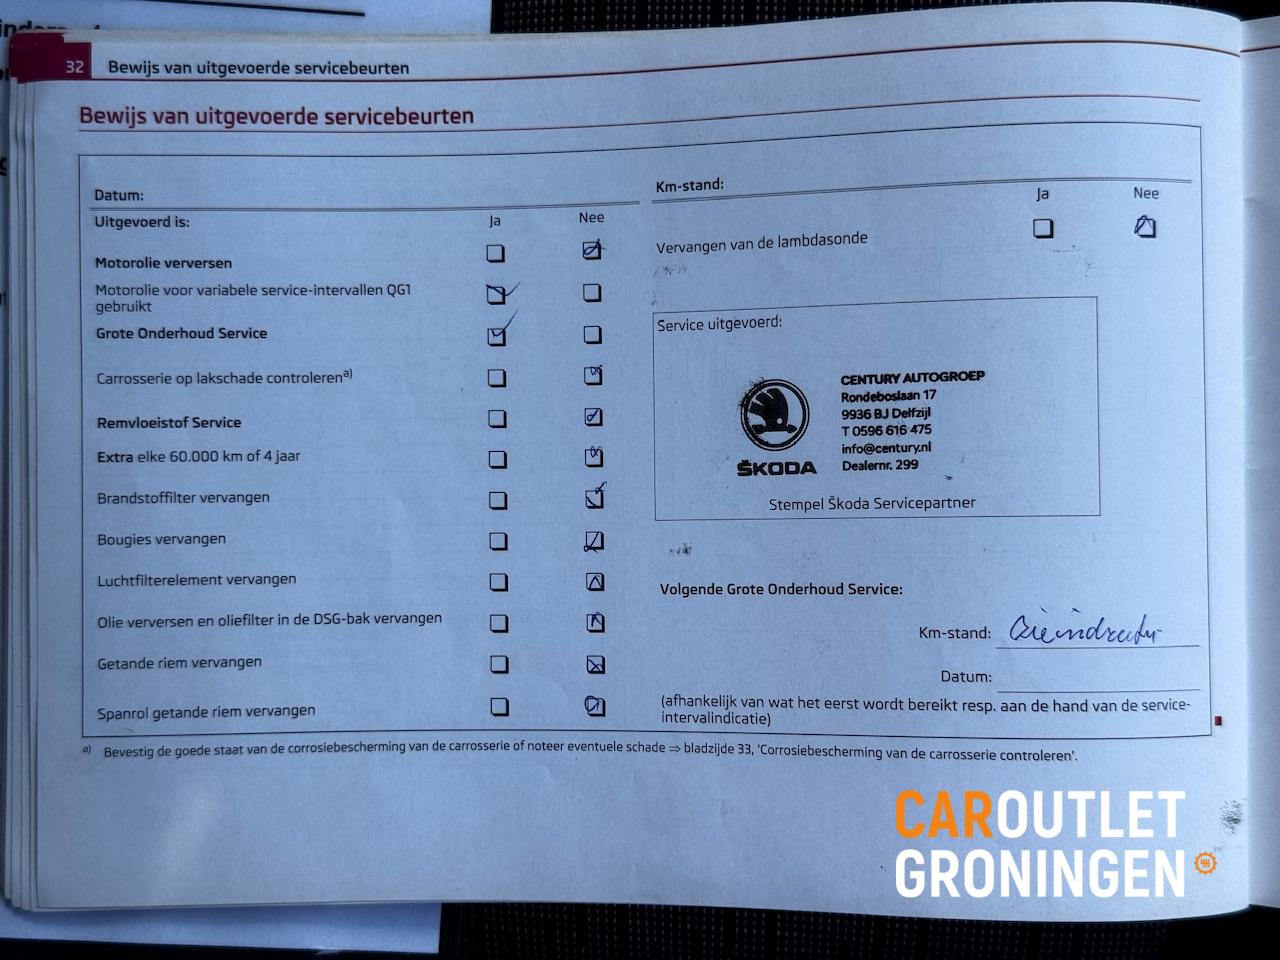 32 Bewijs van uitgevoerde servicebeurten
Bewijs van uitgevoerde servicebeurten
Datum:
Uitgevoerd is: Ja Nee
Motorolie verversen
Motorolie voor variabele service-intervallen QG1
gebruikt
Grote Onderhoud Service
Carrosserie op lakschade controleren a)
Remvloeistof Service
Extra elke 60.000 km of 4 jaar
Brandstoffilter vervangen
Bougies vervangen
Luchtfilterelement vervangen
Olie verversen en oliefilter in de DSG-bak vervangen
Getande riem vervangen
Spanrol getande riem vervangen
Km-stand:
Ja Nee
Vervangen van de lambdasonde
Service uitgevoerd:
CENTURY AUTOGROEP
Rondeboslaan 17
9936 BJ Delfzijl
T 0596 616 475
info@century.nl
Dealernr. 299
ŠKODA
Stempel Škoda Servicepartner
Volgende Grote Onderhoud Service:
Km-stand:
Datum:
(afhankelijk van wat het eerst wordt bereikt resp. aan de hand van de service-
intervalindicatie)
a) Bevestig de goede staat van de corrosiebescherming van de carrosserie of noteer eventuele schade ⇒ bladzijde 33, 'Corrosiebescherming van de carrosserie controleren'.
CAROUTLET
GRONINGEN